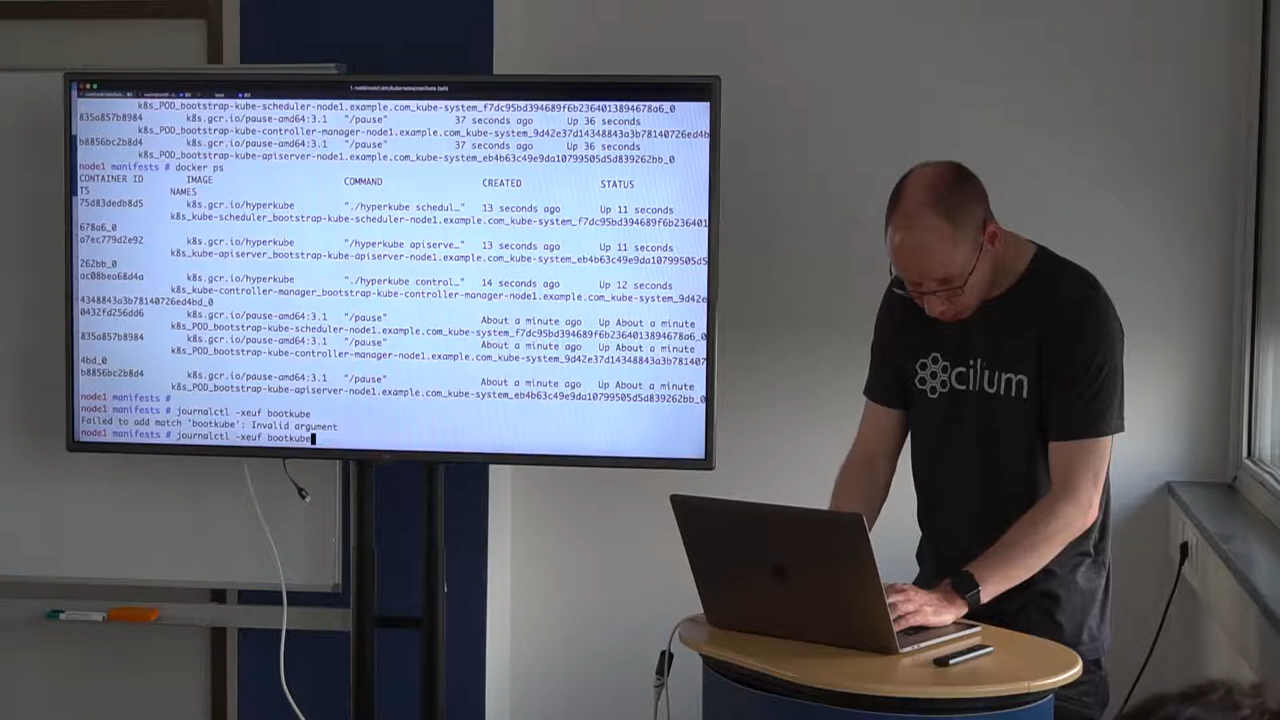 k8s_POD_bootstrap-kube-scheduler-node1.example.com_kube-system_f7dc95bd394689f6b2364013894678a6_0
835a857b8984 k8s.gcr.io/pause-amd64:3.1 "/pause" 37 seconds ago Up 36 seconds
k8s_POD_bootstrap-kube-controller-manager-node1.example.com_kube-system_9d42e37d14348843a3b78140726ed4b
b8856bc2b8d4 k8s.gcr.io/pause-amd64:3.1 "/pause" 37 seconds ago Up 36 seconds
k8s_POD_bootstrap-kube-apiserver-node1.example.com_kube-system_eb4b63c49e9da10799505d5d839262bb_0
node1 manifests # docker ps
CONTAINER ID IMAGE COMMAND CREATED STATUS
TS NAMES
75d83dedb8d5 k8s.gcr.io/hyperkube "./hyperkube schedul…" 13 seconds ago Up 11 seconds
k8s_kube-scheduler_bootstrap-kube-scheduler-node1.example.com_kube-system_f7dc95bd394689f6b2364013894
678a6_0
a7ec779d2e92 k8s.gcr.io/hyperkube "/hyperkube apiserve…" 13 seconds ago Up 11 seconds
k8s_kube-apiserver_bootstrap-kube-apiserver-node1.example.com_kube-system_eb4b63c49e9da10799505d5
262bb_0
ac08bea68d4a k8s.gcr.io/hyperkube "./hyperkube control…" 14 seconds ago Up 12 seconds
k8s_kube-controller-manager_bootstrap-kube-controller-manager-node1.example.com_kube-system_9d42e
4348843a3b78140726ed4bd_0
0432fd256dd6 k8s.gcr.io/pause-amd64:3.1 "/pause" About a minute ago Up About a minute
k8s_POD_bootstrap-kube-scheduler-node1.example.com_kube-system_f7dc95bd394689f6b2364013894678a6_0
835a857b8984 k8s.gcr.io/pause-amd64:3.1 "/pause" About a minute ago Up About a minute
k8s_POD_bootstrap-kube-controller-manager-node1.example.com_kube-system_9d42e37d14348843a3b781407
4bd_0
b8856bc2b8d4 k8s.gcr.io/pause-amd64:3.1 "/pause" About a minute ago Up About a minute
k8s_POD_bootstrap-kube-apiserver-node1.example.com_kube-system_eb4b63c49e9da10799505d5d839262bb_0
node1 manifests #
node1 manifests # journalctl -xeuf bootkube
Failed to add match 'bootkube': Invalid argument
node1 manifests # journalctl -xeuf bootkube
cilium